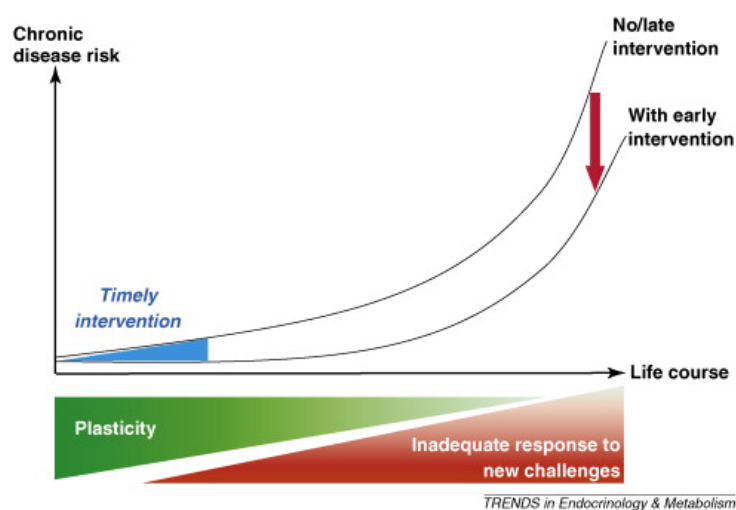 Chronic
disease risk
No/late
intervention
With early
intervention
Timely
intervention
Life course
Plasticity
Inadequate response to
new challenges
TRENDS in Endocrinology & Metabolism